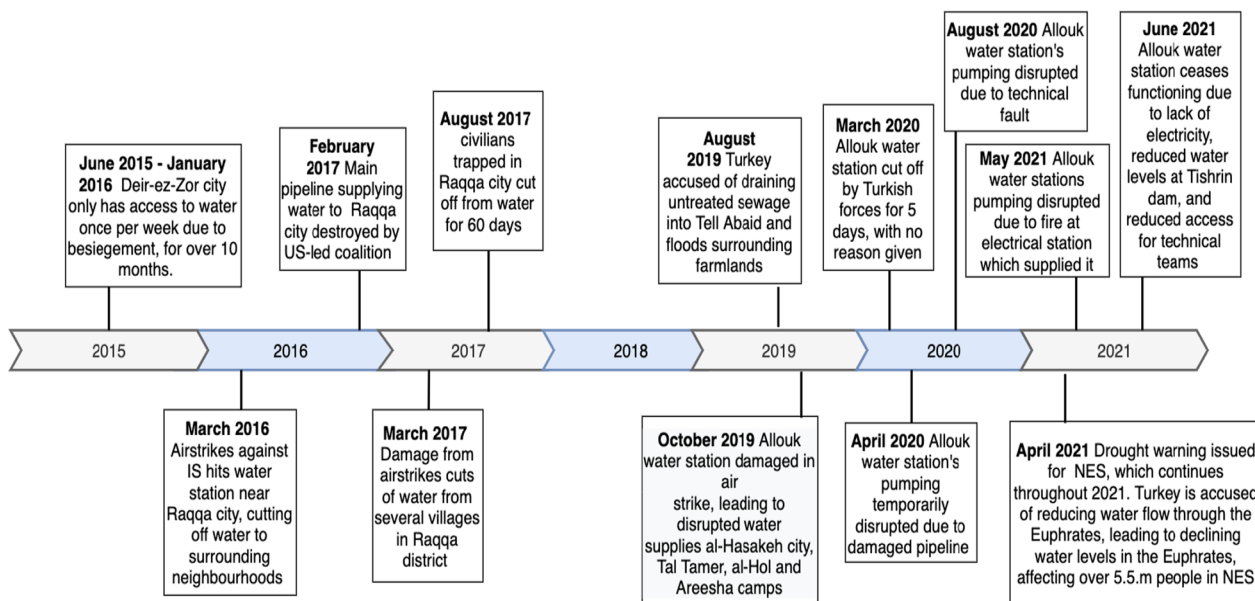 June 2015 - January
2016 Deir-ez-Zor city
only has access to water
once per week due to
besiegement, for over 10
months.
February
2017 Main
pipeline supplying
water to Raqqa
city destroyed by
US-led coalition
August 2017
civilians
trapped in
Raqqa city cut
off from water
for 60 days
August
2019 Turkey
accused of draining
untreated sewage
into Tell Abaid and
floods surrounding
farmlands
March 2020
Allouk water
station cut off
by Turkish
forces for 5
days, with no
reason given
August 2020 Allouk
water station's
pumping disrupted
due to technical
fault
May 2021 Allouk
water stations
pumping disrupted
due to fire at
electrical station
which supplied it
June 2021
Allouk water
station ceases
functioning due
to lack of
electricity,
reduced water
levels at Tishrin
dam, and
reduced access
for technical
teams
2015
2016
2017
2018
2019
2020
2021
March 2016
Airstrikes against
IS hits water
station near
Raqqa city, cutting
off water to
surrounding
neighbourhoods
March 2017
Damage from
airstrikes cuts
of water from
several villages
in Raqqa
district
October 2019 Allouk
water station damaged in
air
strike, leading to
disrupted water
supplies al-Hasakeh city,
Tal Tamer, al-Hol and
Areesha camps
April 2020 Allouk
water station's
pumping
temporarily
disrupted due to
damaged pipeline
April 2021 Drought warning issued
for NES, which continues
throughout 2021. Turkey is accused
of reducing water flow through the
Euphrates, leading to declining
water levels in the Euphrates,
affecting over 5.5.m people in NES